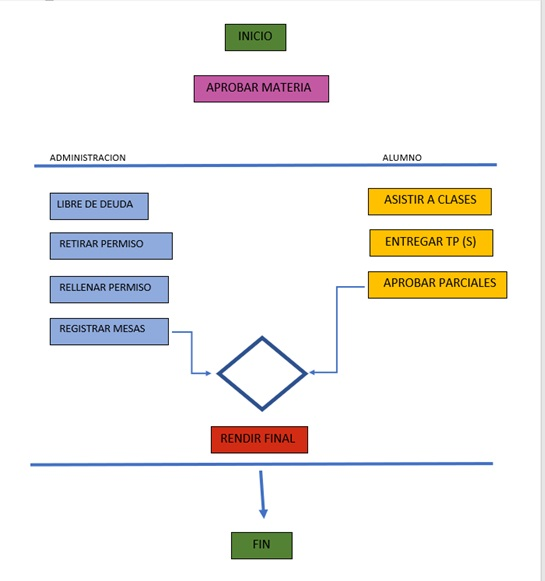 INICIO
APROBAR MATERIA
ADMINISTRACION
ALUMNO
LIBRE DE DEUDA
ASISTIR A CLASES
RETIRAR PERMISO
ENTREGAR TP (S)
RELLENAR PERMISO
APROBAR PARCIALES
REGISTRAR MESAS
RENDIR FINAL
FIN